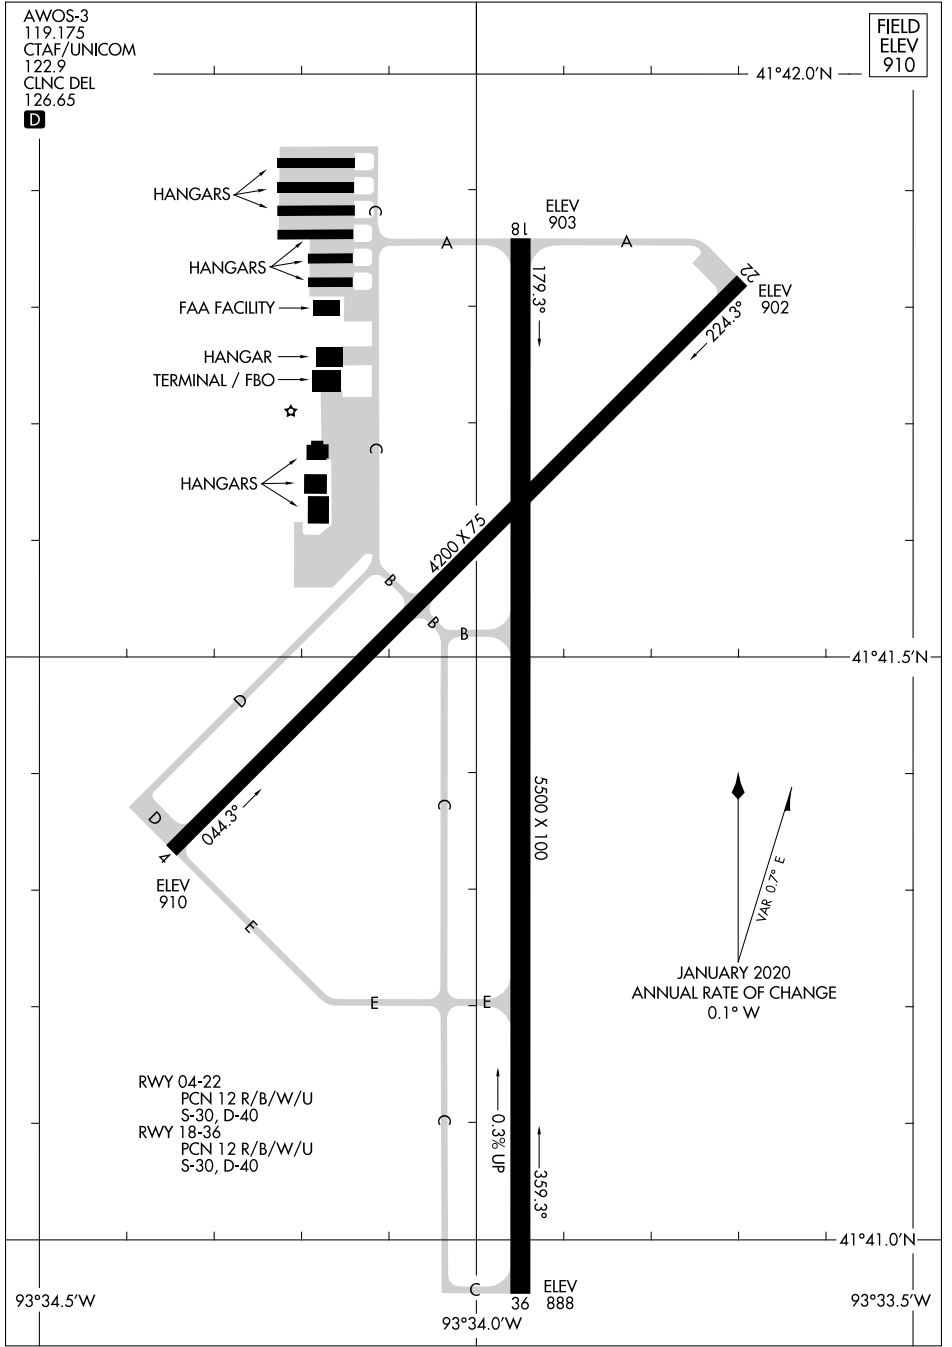 AWOS-3
119.175
CTAF/UNICOM
122.9
CLNC DEL
126.65
D
FIELD
ELEV
910
41°42.0'N
HANGARS
C
A
18
ELEV
903
A
22
ELEV
902
HANGARS
179.3°
224.3°
FAA FACILITY
HANGAR
TERMINAL / FBO
C
HANGARS
4200 X 75
B
B
B
41°41.5'N
D
D
044.3°
4
ELEV
910
C
5500 X 100
VAR 0.7° E
E
JANUARY 2020
ANNUAL RATE OF CHANGE
0.1° W
E
E
RWY 04-22
PCN 12 R/B/W/U
S-30, D-40
RWY 18-36
PCN 12 R/B/W/U
S-30, D-40
C
0.3% UP
359.3°
41°41.0'N
C
36
ELEV
888
93°34.5'W
93°34.0'W
93°33.5'W